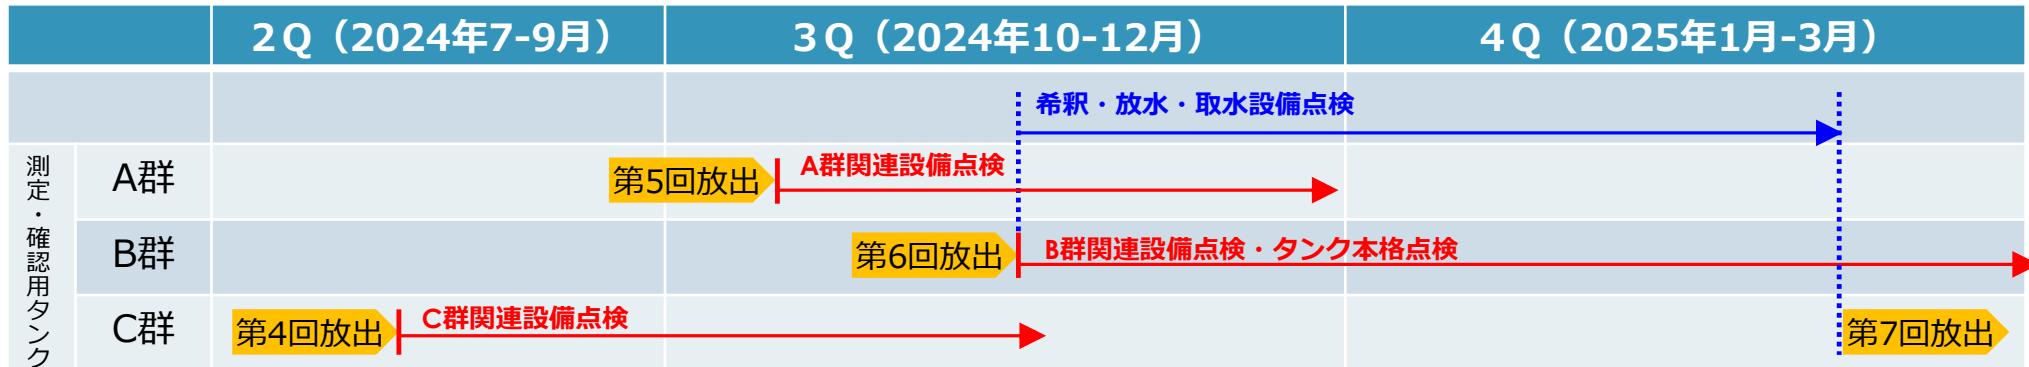 ２Q（2024年7-9月）
３Q（2024年10-12月）
４Q（2025年1月-3月）
希釈・放水・取水設備点検
測定・確認用タンク
A群
第5回放出
A群関連設備点検
B群
第6回放出
B群関連設備点検・タンク本格点検
C群
第4回放出
C群関連設備点検
第7回放出